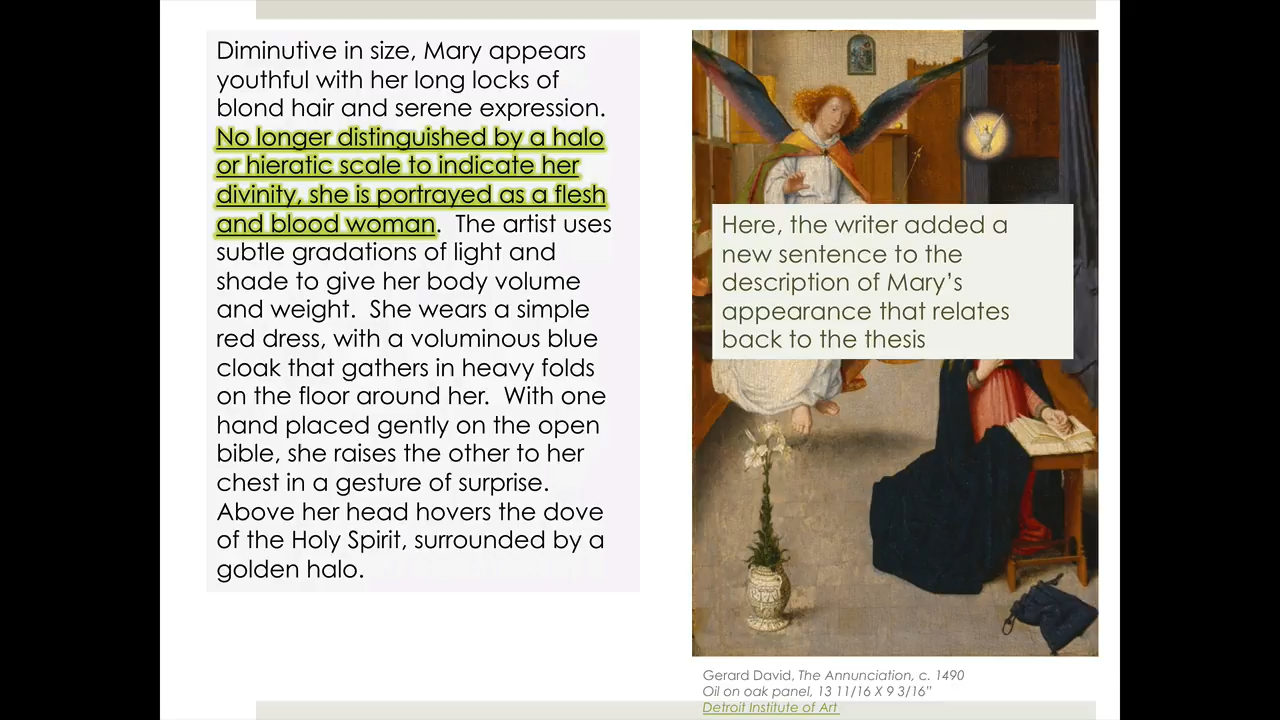 Diminutive in size, Mary appears
youthful with her long locks of
blond hair and serene expression.
No longer distinguished by a halo
or hieratic scale to indicate her
divinity, she is portrayed as a flesh
and blood woman.  The artist uses
subtle gradations of light and
shade to give her body volume
and weight.  She wears a simple
red dress, with a voluminous blue
cloak that gathers in heavy folds
on the floor around her.  With one
hand placed gently on the open
bible, she raises the other to her
chest in a gesture of surprise.
Above her head hovers the dove
of the Holy Spirit, surrounded by a
golden halo.
Here, the writer added a
new sentence to the
description of Mary’s
appearance that relates
back to the thesis
Gerard David, The Annunciation, c. 1490
Oil on oak panel, 13 11/16 X 9 3/16”
Detroit Institute of Art